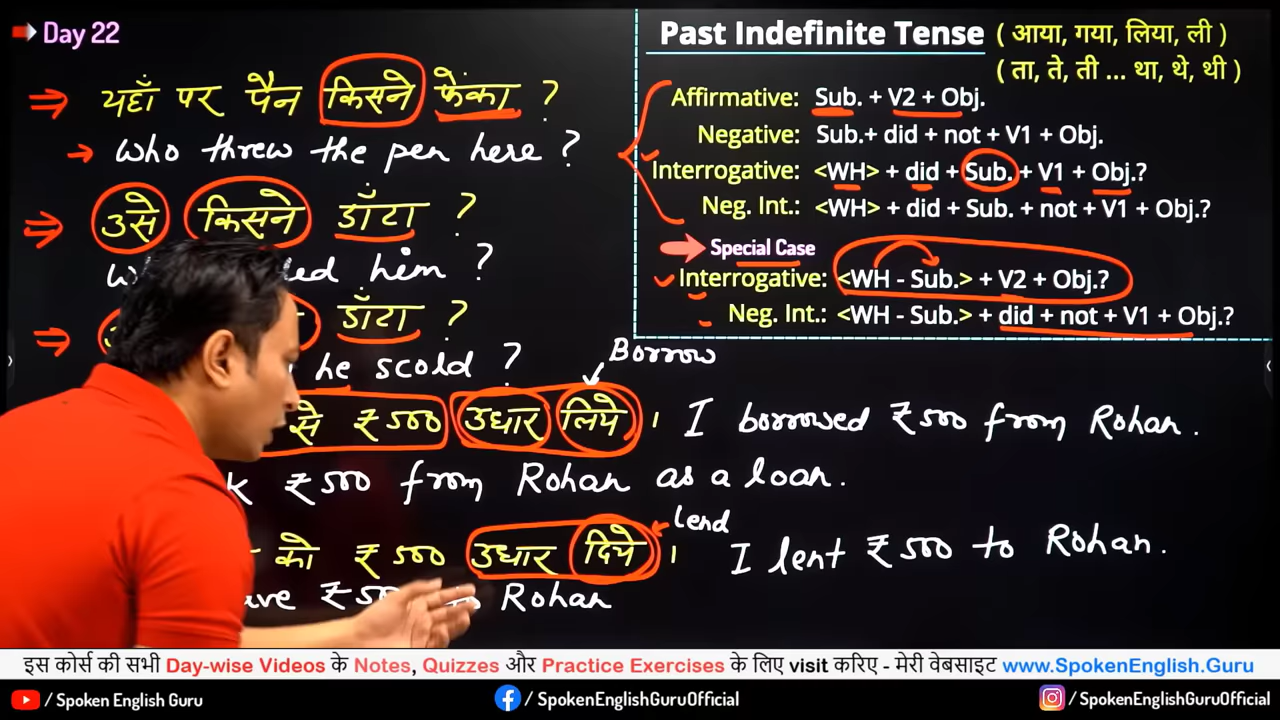 Day 22
Past Indefinite Tense ( आया, गया, लिया, ली )
( ता, ते, ती ... था, थे, थी )
Affirmative: Sub. + V2 + Obj.
Negative: Sub.+ did + not + V1 + Obj.
Interrogative: <WH> + did + Sub. + V1 + Obj.?
Neg. Int.: <WH> + did + Sub. + not + V1 + Obj.?
Special Case
Interrogative: <WH - Sub.> + V2 + Obj.?
Neg. Int.: <WH - Sub.> + did + not + V1 + Obj.?
यहाँ पर पैन किसने फेंका ?
Who threw the pen here ?
उसे किसने डाँटा ?
him ?
डाँटा ?
he scold ?
Borrow
से ₹500 उधार लिये । I borrowed ₹500 from Rohan.
₹500 from Rohan as a loan.
lend
को ₹500 उधार दिये । I lent ₹500 to Rohan.
Rohan
इस कोर्स की सभी Day-wise Videos के Notes, Quizzes और Practice Exercises के लिए visit करिए - मेरी वेबसाइट www.SpokenEnglish.Guru
/ Spoken English Guru
/ SpokenEnglishGuruOfficial
/ SpokenEnglishGuruOfficial